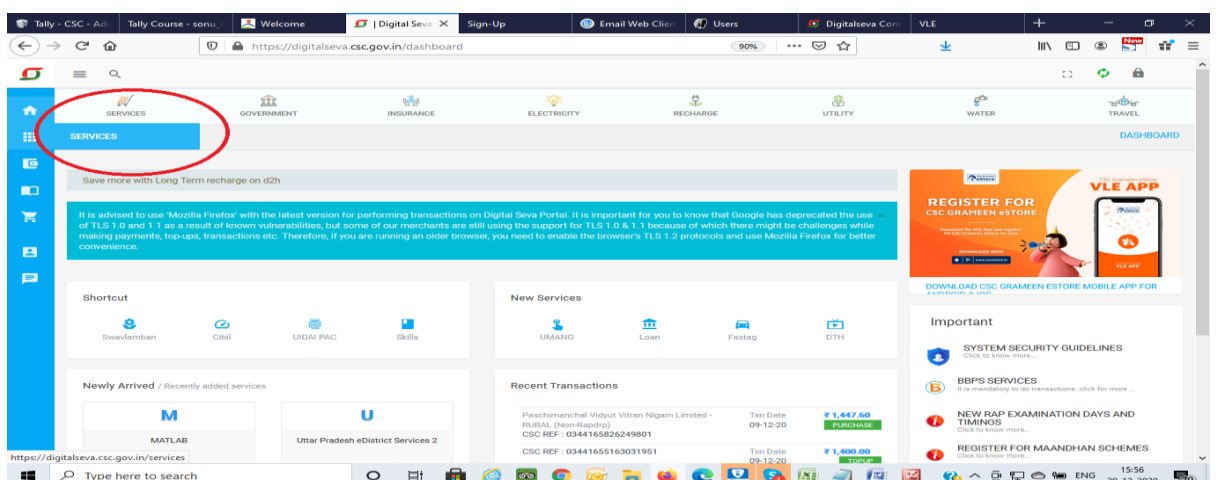 Tally - CSC - Ad
Tally Course - sonu_
Welcome
| Digital Seva
Sign-Up
Email Web Clien
Users
Digitalseva Con
VLE
https://digitalseva.csc.gov.in/dashboard
90%
New
SERVICES
GOVERNMENT
INSURANCE
ELECTRICITY
RECHARGE
UTILITY
WATER
TRAVEL
SERVICES
DASHBOARD
Save more with Long Term recharge on d2h
It is advised to use 'Mozilla Firefox' with the latest version for performing transactions on Digital Seva Portal. It is important for you to know that Google has deprecated the use
of TLS 1.0 and 1.1 as a result of known vulnerabilities, but some of our merchants are still using the support for TLS 1.0 & 1.1 because of which there might be challenges while
making payments, top-ups, transactions etc. Therefore, if you are running an older browser, you need to enable the browser's TLS 1.2 protocols and use Mozilla Firefox for better
convenience.
VLE APP
REGISTER FOR
CSC GRAMEEN eSTORE
DOWNLOAD CSC GRAMEEN ESTORE MOBILE APP FOR
ANDROID & IOS
Shortcut
Swavlamban
Cibil
UIDAI PAC
Skills
New Services
UMANG
Loan
Fastag
DTH
Important
SYSTEM SECURITY GUIDELINES
Click to know more...
BBPS SERVICES
It is mandatory to do transactions, click for more ...
NEW RAP EXAMINATION DAYS AND
TIMINGS
Click to know more...
REGISTER FOR MAANDHAN SCHEMES
Click to know more...
Newly Arrived / Recently added services
M
MATLAB
U
Uttar Pradesh eDistrict Services 2
Recent Transactions
Paschimanchal Vidyut Vitran Nigam Limited -
RURAL (Non-Rapdrp)
CSC REF : 0344165826249801
Txn Date
09-12-20
₹ 1,447.60
PURCHASE
CSC REF : 03441655163031951
Txn Date
09-12-20
₹ 1,400.00
TOPUP
https://digitalseva.csc.gov.in/services
Type here to search
ENG
15:56